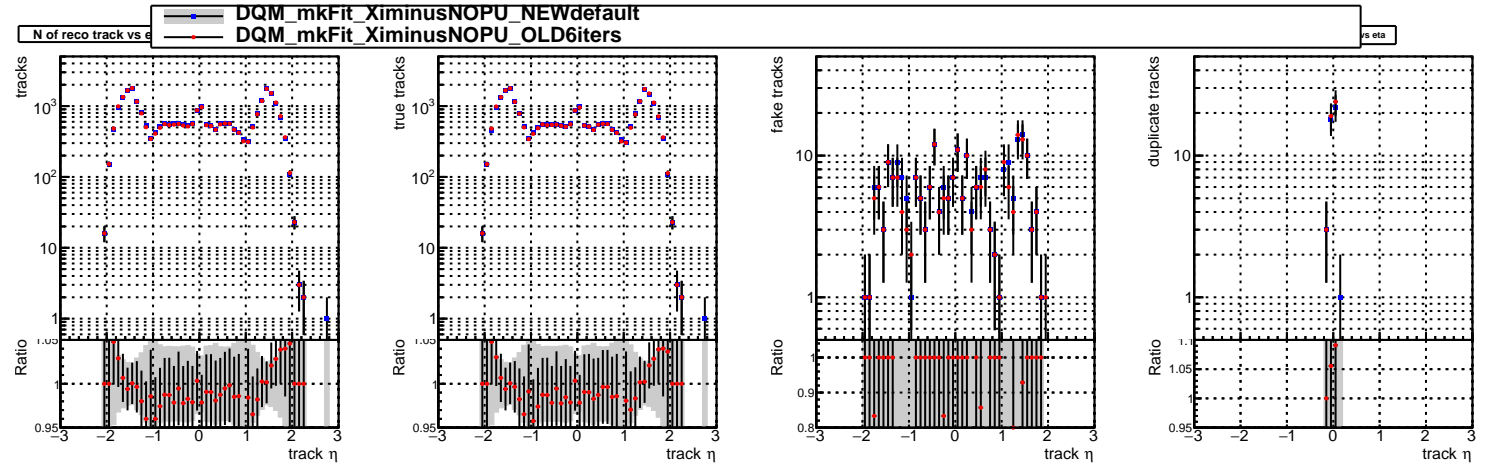 DQM_mkFit_XiminusNOPU_NEWdefault
DQM_mkFit_XiminusNOPU_OLD6iters
N of reco track vs e
vs eta
tracks
10³
10²
10
1
Ratio
1.05
1
0.95
−3 −2 −1 0 1 2 3
track η
true tracks
10³
10²
10
1
Ratio
1.05
1
0.95
−3 −2 −1 0 1 2 3
track η
fake tracks
10
1
Ratio
1
0.9
0.8
−3 −2 −1 0 1 2 3
track η
duplicate tracks
10
1
Ratio
1.1
1.05
1
0.95
−3 −2 −1 0 1 2 3
track η